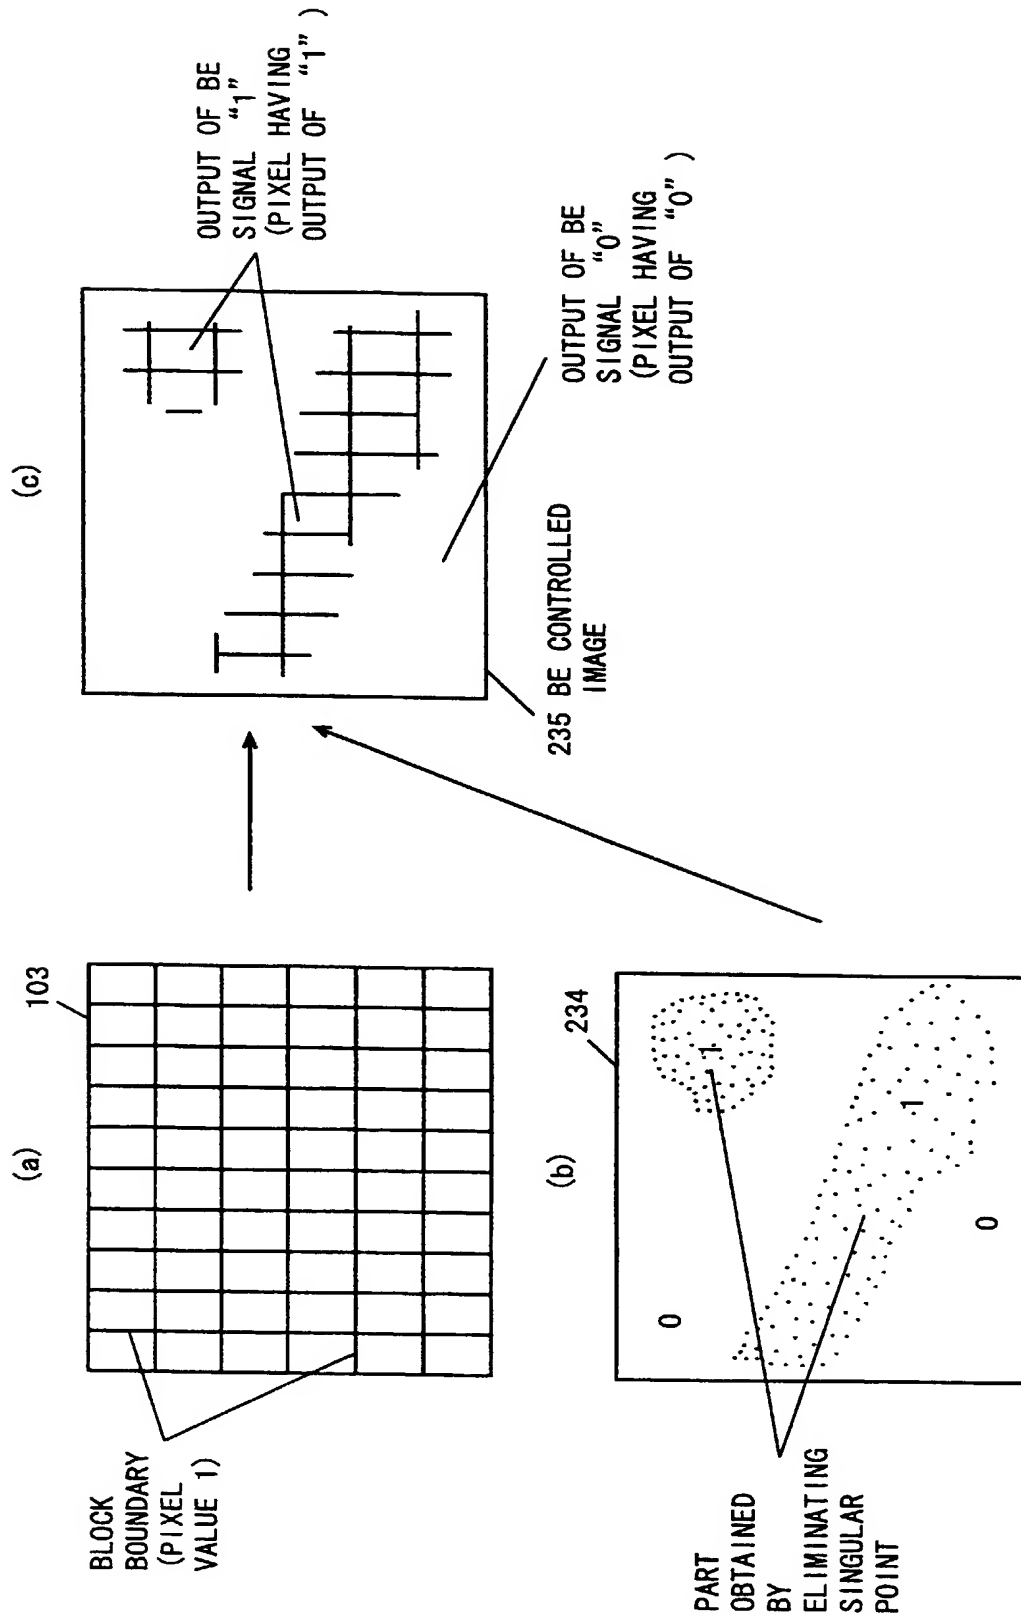 (a)
103
BLOCK
BOUNDARY
(PIXEL
VALUE 1)
(b)
234
0
1
1
0
PART
OBTAINED
BY
ELIMINATING
SINGULAR
POINT
(c)
OUTPUT OF BE
SIGNAL “1”
(PIXEL HAVING
OUTPUT OF “1”)
OUTPUT OF BE
SIGNAL “0”
(PIXEL HAVING
OUTPUT OF “0”)
235 BE CONTROLLED
IMAGE